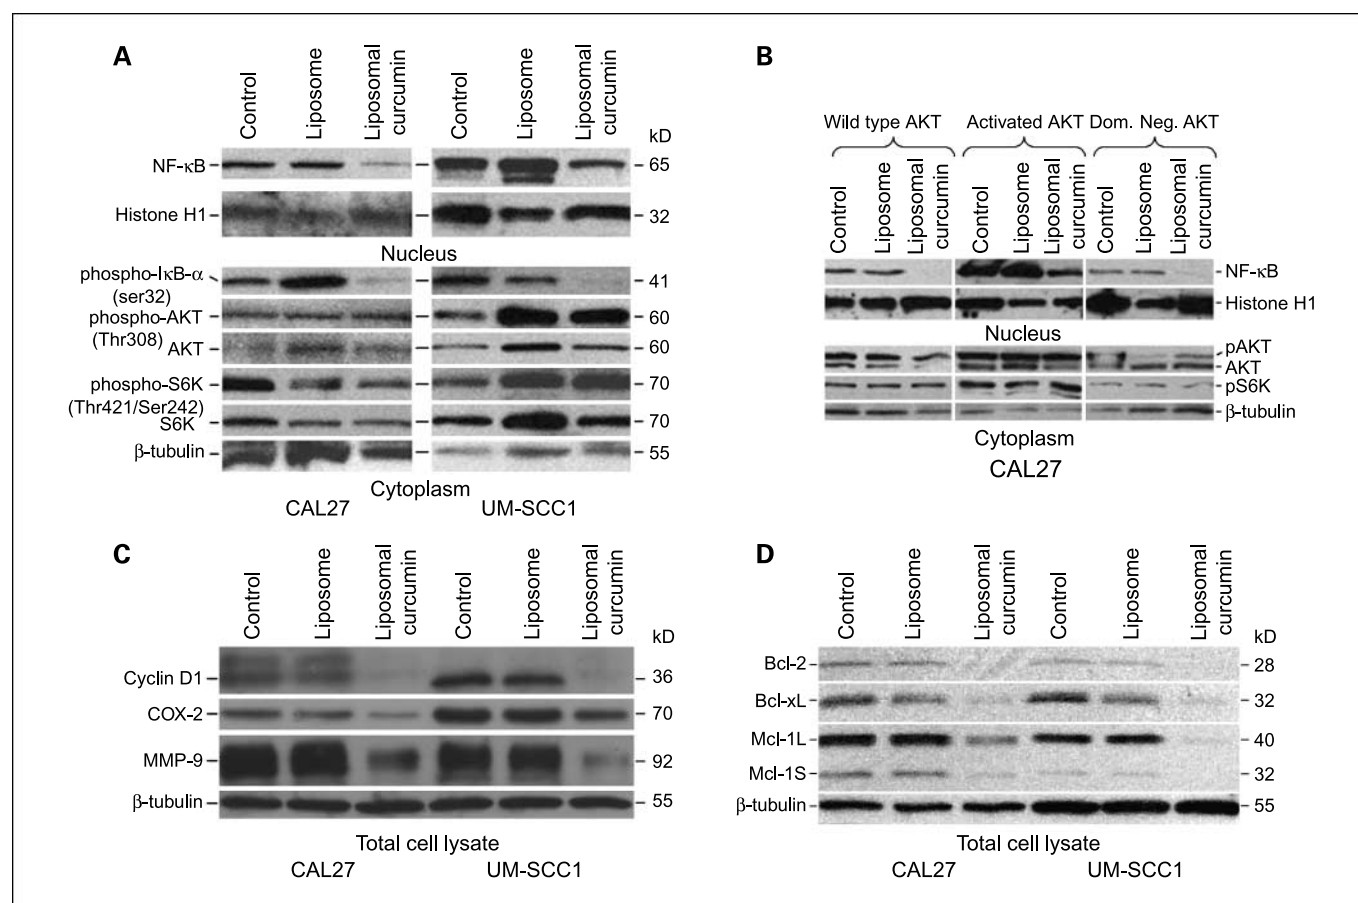 A
Control
Liposome
Liposomal
curcumin
Control
Liposome
Liposomal
curcumin
kD
NF-κB
65
Histone H1
32
Nucleus
phospho-IκB-α
(ser32)
41
phospho-AKT
(Thr308)
60
AKT
60
phospho-S6K
(Thr421/Ser242)
70
S6K
70
β-tubulin
55
Cytoplasm
CAL27
UM-SCC1
B
Wild type AKT
Activated AKT
Dom. Neg. AKT
Control
Liposome
Liposomal
curcumin
Control
Liposome
Liposomal
curcumin
Control
Liposome
Liposomal
curcumin
NF-κB
Histone H1
Nucleus
pAKT
AKT
pS6K
β-tubulin
Cytoplasm
CAL27
C
Control
Liposome
Liposomal
curcumin
Control
Liposome
Liposomal
curcumin
kD
Cyclin D1
36
COX-2
70
MMP-9
92
β-tubulin
55
Total cell lysate
CAL27
UM-SCC1
D
Control
Liposome
Liposomal
curcumin
Control
Liposome
Liposomal
curcumin
kD
Bcl-2
28
Bcl-xL
32
Mcl-1L
40
Mcl-1S
32
β-tubulin
55
Total cell lysate
CAL27
UM-SCC1